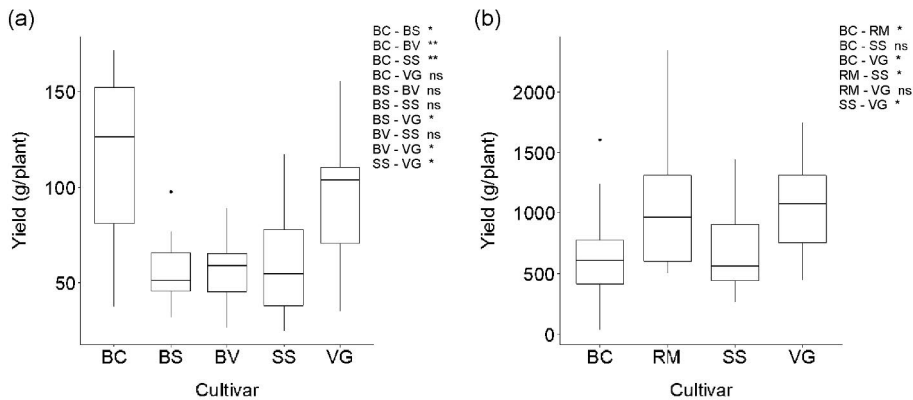 (a)
Yield (g/plant)
150
100
50
BC BS BV SS VG
Cultivar
BC - BS *
BC - BV **
BC - SS **
BC - VG ns
BS - BV ns
BS - SS ns
BS - VG *
BV - SS ns
BV - VG *
SS - VG *
(b)
Yield (g/plant)
2000
1500
1000
500
0
BC RM SS VG
Cultivar
BC - RM *
BC - SS ns
BC - VG *
RM - SS *
RM - VG ns
SS - VG *